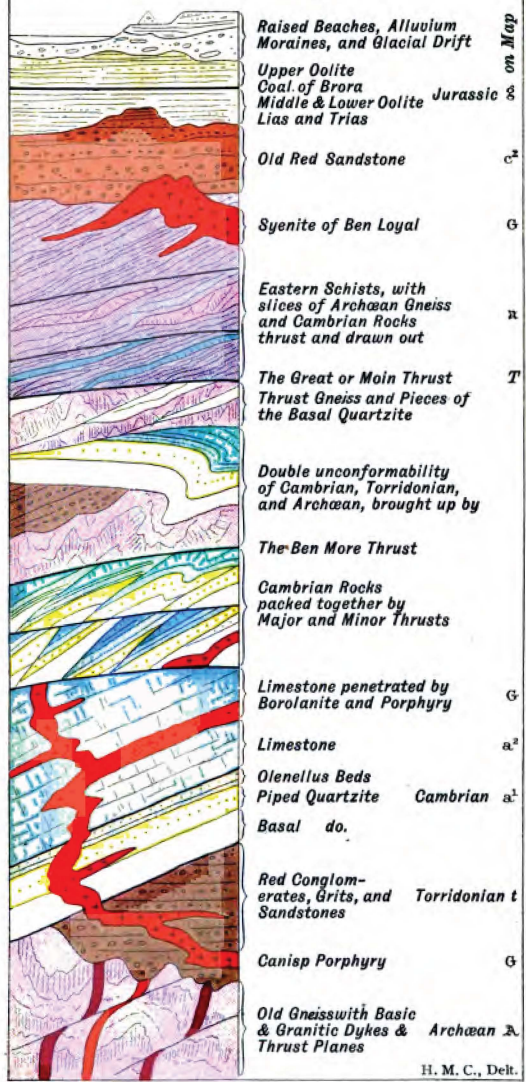 on Map
Raised Beaches, Alluvium
Moraines, and Glacial Drift
Upper Oolite
Coal of Brora
Middle & Lower Oolite Jurassic g
Lias and Trias
Old Red Sandstone c²
Syenite of Ben Loyal G
Eastern Schists, with
slices of Archæan Gneiss
and Cambrian Rocks
thrust and drawn out
The Great or Moin Thrust T
Thrust Gneiss and Pieces of
the Basal Quartzite
Double unconformability
of Cambrian, Torridonian,
and Archæan, brought up by
The Ben More Thrust
Cambrian Rocks
packed together by
Major and Minor Thrusts
Limestone penetrated by
Borolanite and Porphyry G
Limestone a²
Olenellus Beds
Piped Quartzite Cambrian a¹
Basal do.
Red Conglom-
erates, Grits, and
Sandstones Torridonian t
Canisp Porphyry G
Old Gneisswith Basic
& Granitic Dykes & Archæan A
Thrust Planes
H. M. C., Delt.